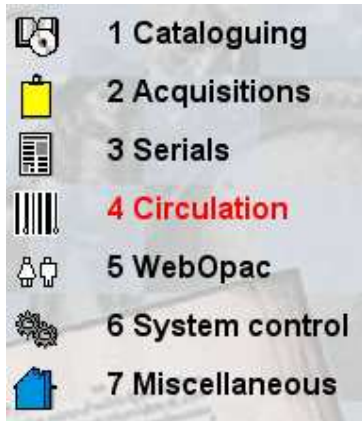 1 Cataloguing
2 Acquisitions
3 Serials
4 Circulation
5 WebOpac
6 System control
7 Miscellaneous